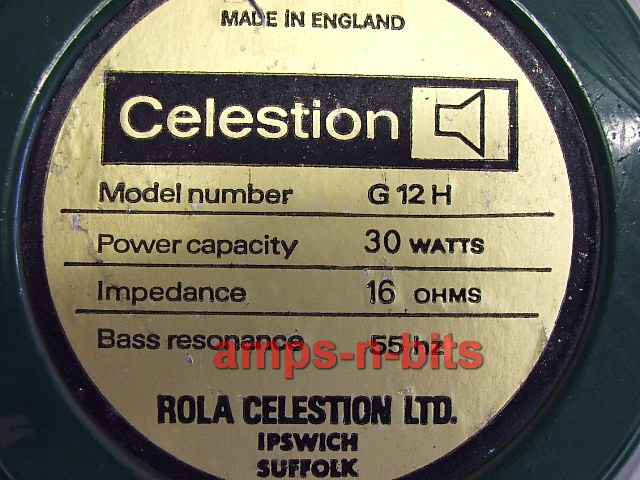 MADE IN ENGLAND
Celestion
Model number G 12 H
Power capacity 30 WATTS
Impedance 16 OHMS
Bass resonance 55 hz
amps-n-bits
ROLA CELESTION LTD.
IPSWICH
SUFFOLK